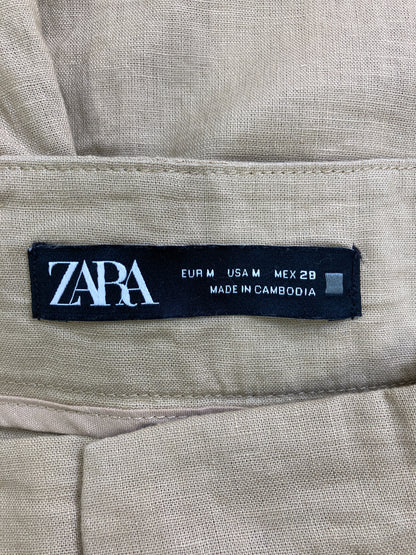 ZARA
EUR M USA M MEX 28
MADE IN CAMBODIA